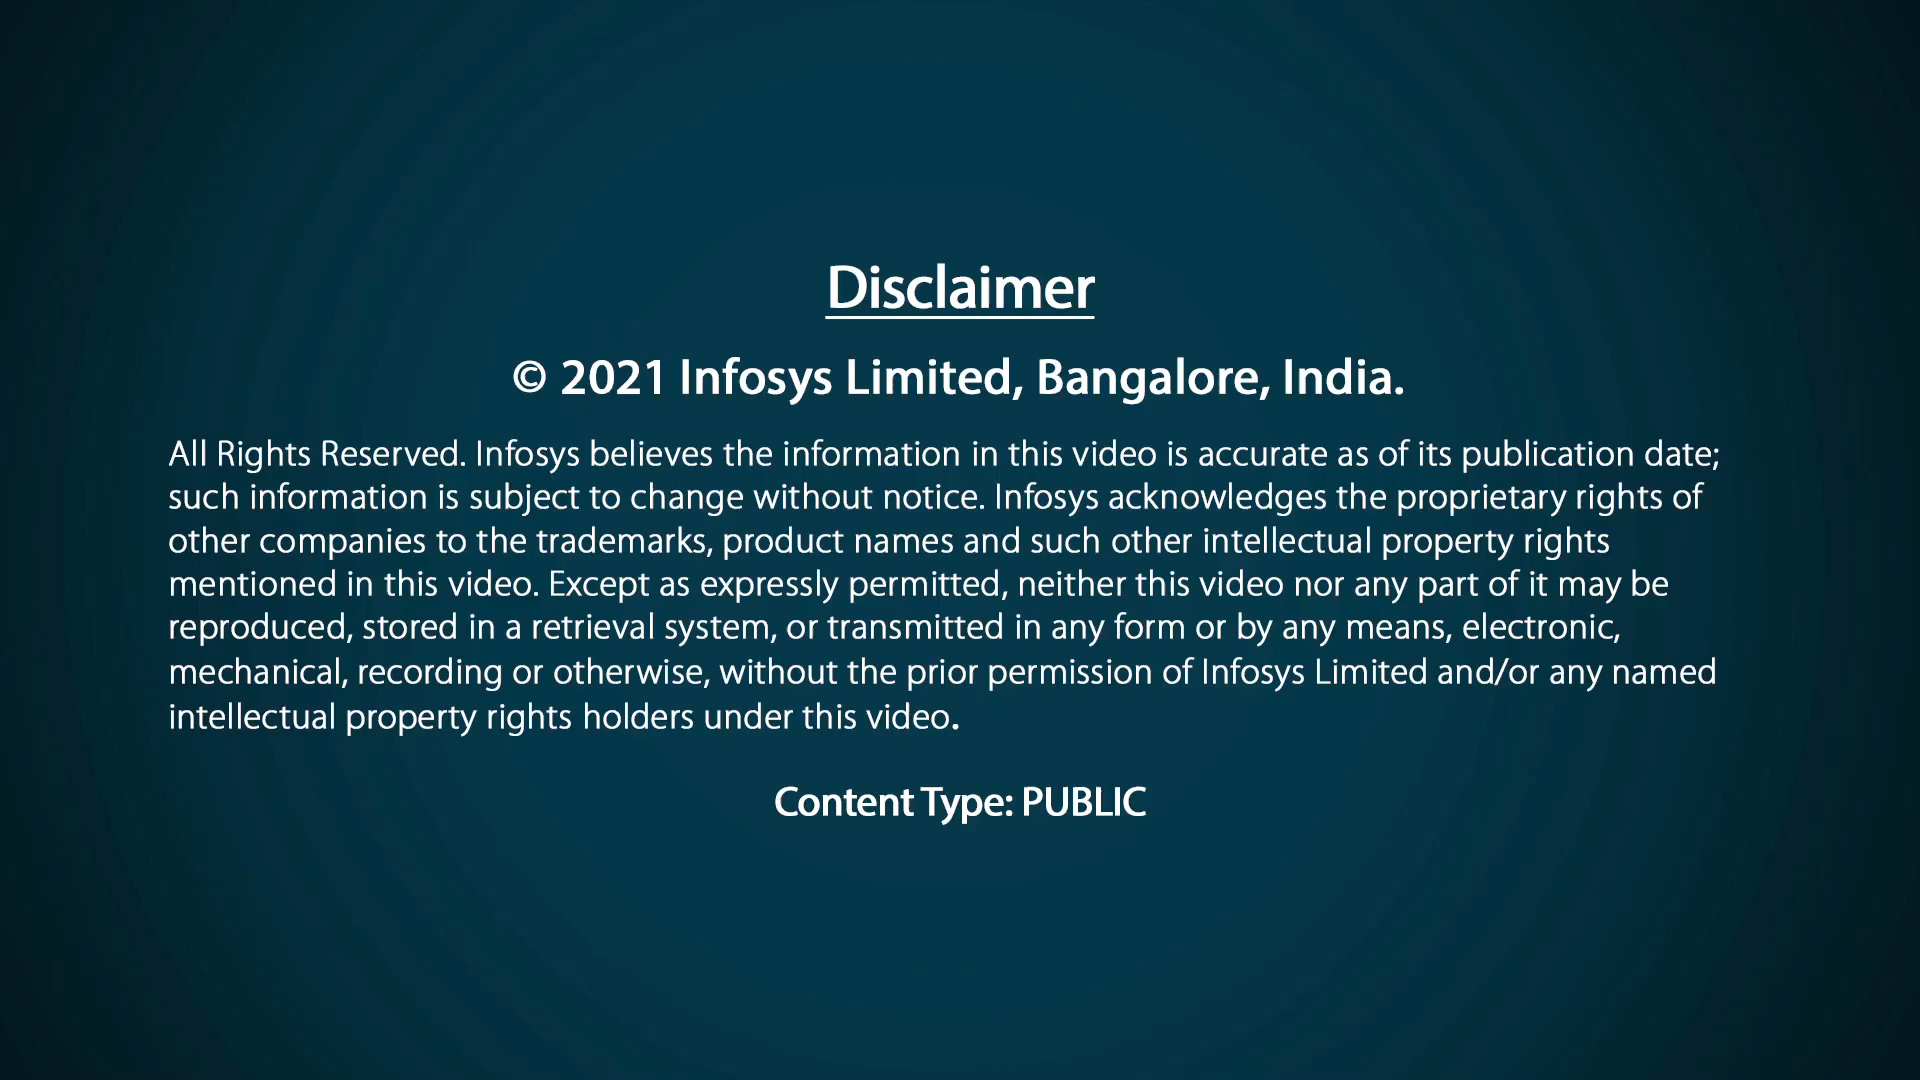 Disclaimer
© 2021 Infosys Limited, Bangalore, India.
All Rights Reserved. Infosys believes the information in this video is accurate as of its publication date;
such information is subject to change without notice. Infosys acknowledges the proprietary rights of
other companies to the trademarks, product names and such other intellectual property rights
mentioned in this video. Except as expressly permitted, neither this video nor any part of it may be
reproduced, stored in a retrieval system, or transmitted in any form or by any means, electronic,
mechanical, recording or otherwise, without the prior permission of Infosys Limited and/or any named
intellectual property rights holders under this video.
Content Type: PUBLIC